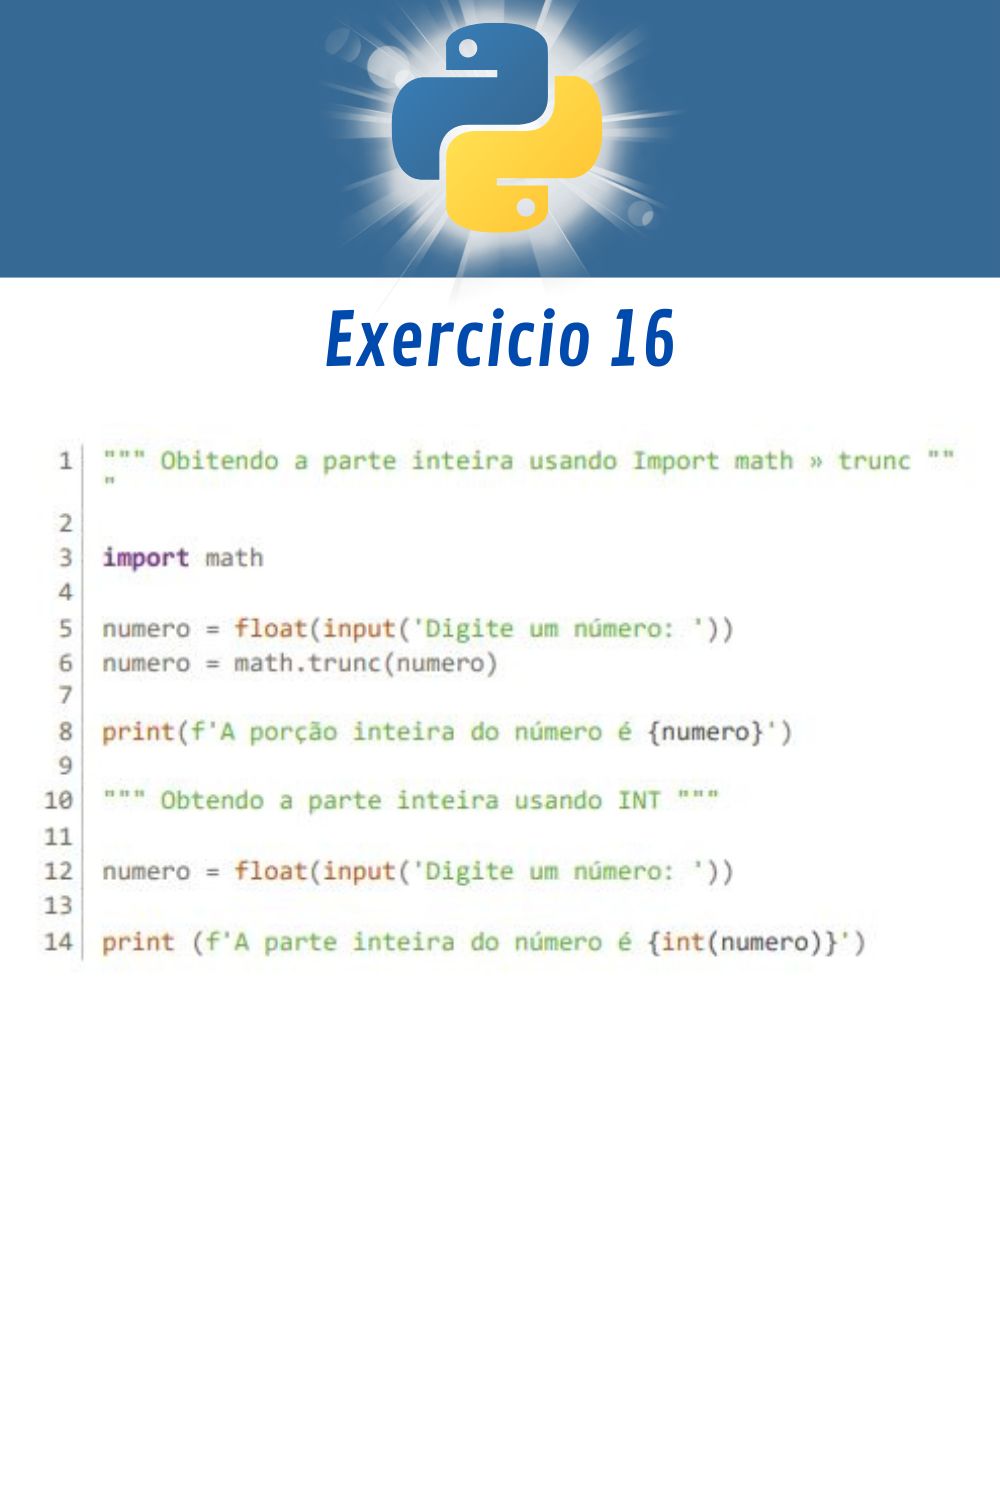 Exercicio 16
1 """ Obitendo a parte inteira usando Import math » trunc ""
"
2
3 import math
4
5 numero = float(input('Digite um número: '))
6 numero = math.trunc(numero)
7
8 print(f'A porção inteira do número é {numero}')
9
10 """ Obtendo a parte inteira usando INT """
11
12 numero = float(input('Digite um número: '))
13
14 print (f'A parte inteira do número é {int(numero)}')